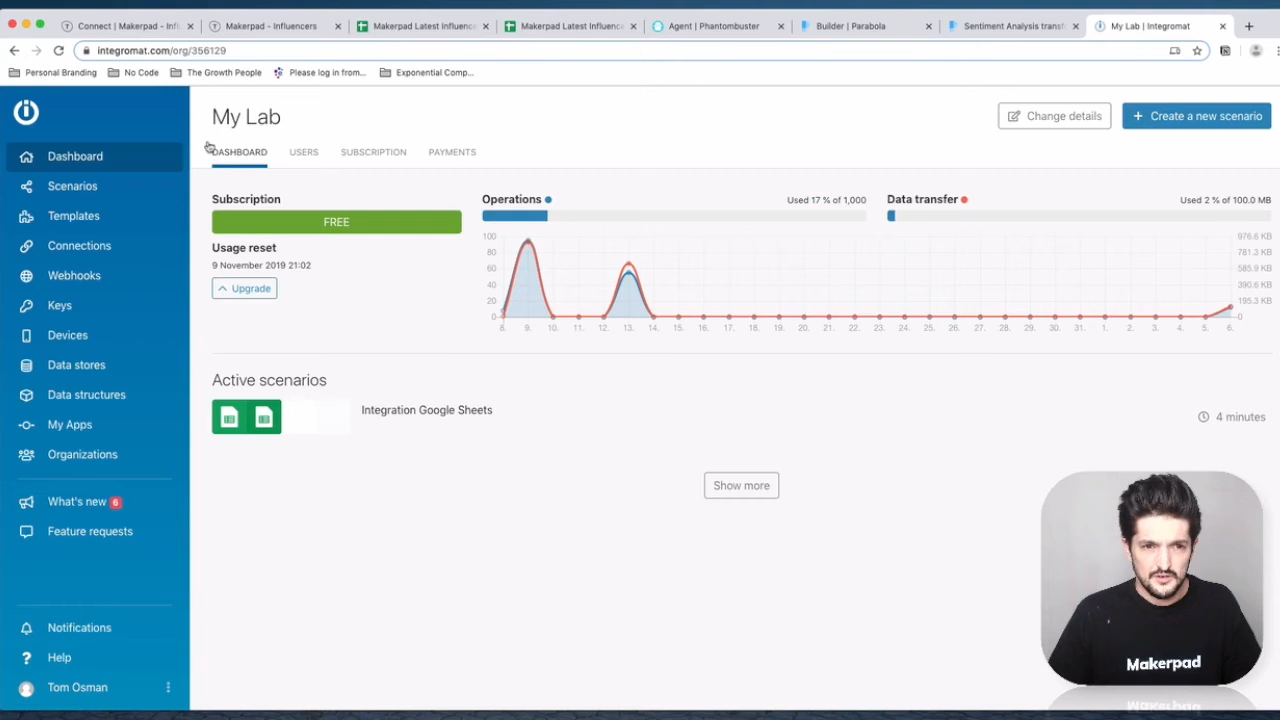 Connect | Makerpad - Infl
Makerpad - Influencers
Makerpad Latest Influence
Makerpad Latest Influence
Agent | Phantombuster
Builder | Parabola
Sentiment Analysis transf
My Lab | Integromat
integromat.com/org/356129
Personal Branding
No Code
The Growth People
Please log in from...
Exponential Comp...
My Lab
Change details
+ Create a new scenario
DASHBOARD
USERS
SUBSCRIPTION
PAYMENTS
Dashboard
Scenarios
Templates
Connections
Webhooks
Keys
Devices
Data stores
Data structures
My Apps
Organizations
What's new 6
Feature requests
Notifications
Help
Tom Osman
Subscription
FREE
Usage reset
9 November 2019 21:02
Upgrade
Operations
Used 17 % of 1,000
Data transfer
Used 2 % of 100.0 MB
100
80
60
40
20
0
976.6 KB
781.3 KB
585.9 KB
390.6 KB
195.3 KB
0
8. 9. 10. 11. 12. 13. 14. 15. 16. 17. 18. 19. 20. 21. 22. 23. 24. 25. 26. 27. 28. 29. 30. 31. 1. 2. 3. 4. 5. 6.
Active scenarios
Integration Google Sheets
4 minutes
Show more
Makerpad